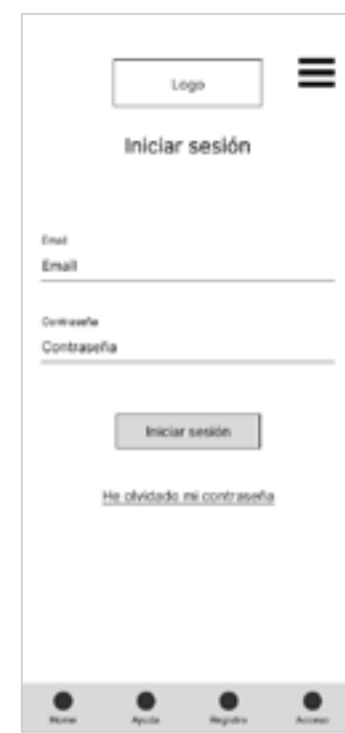 Logo
Iniciar sesión
Email
Email
Contraseña
Contraseña
Iniciar sesión
He olvidado mi contraseña
Home Ayuda Registro Acceso